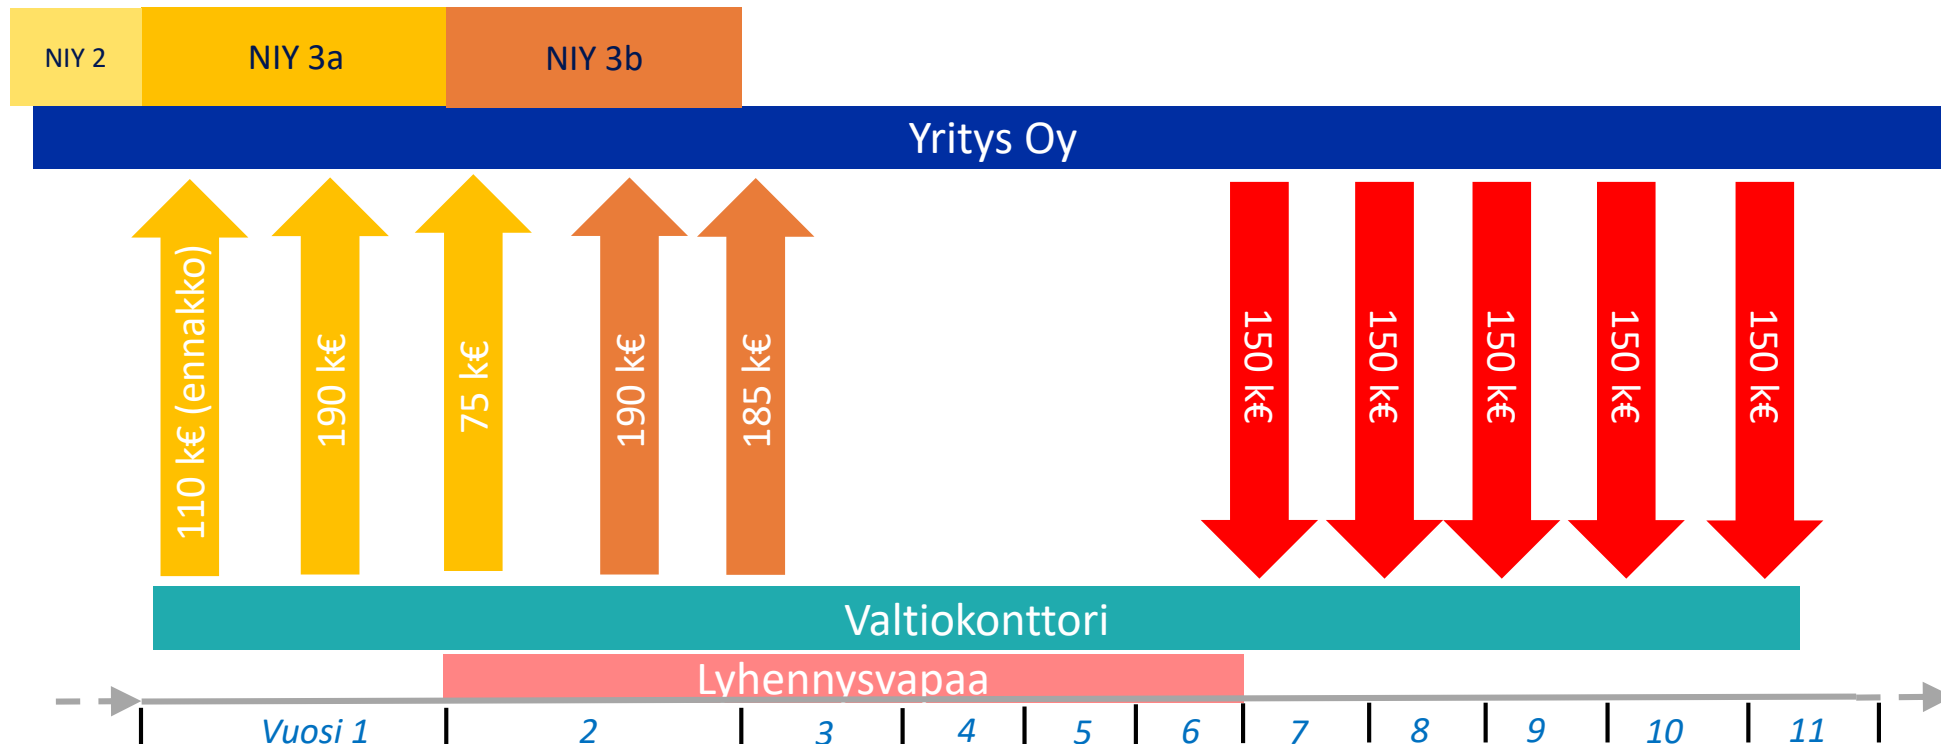 NIY 2
NIY 3a
NIY 3b
Yritys Oy
110 k€ (ennakko)
190 k€
75 k€
190 k€
185 k€
150 k€
150 k€
150 k€
150 k€
150 k€
Valtiokonttori
Lyhennysvapaa
Vuosi 1
2
3
4
5
6
7
8
9
10
11